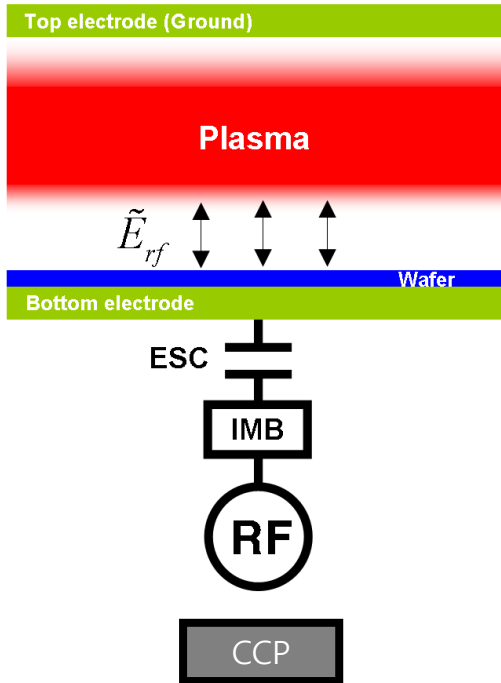 Top electrode (Ground)
Plasma
Ẽrf
Wafer
Bottom electrode
ESC
IMB
RF
CCP